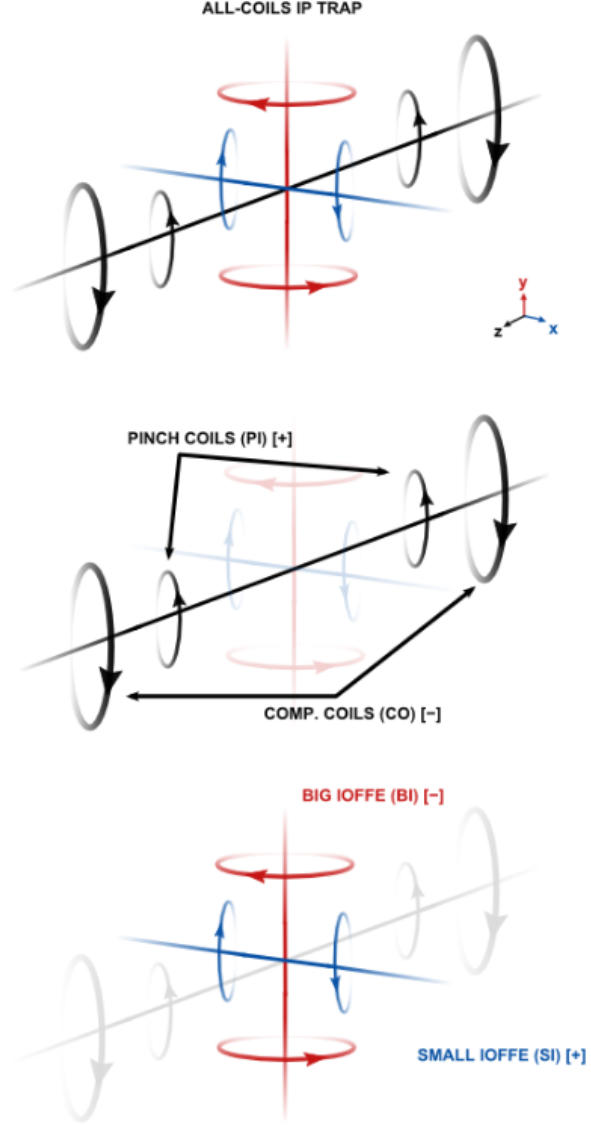 ALL-COILS IP TRAP
y
z
x
PINCH COILS (PI) [+]
COMP. COILS (CO) [−]
BIG IOFFE (BI) [−]
SMALL IOFFE (SI) [+]